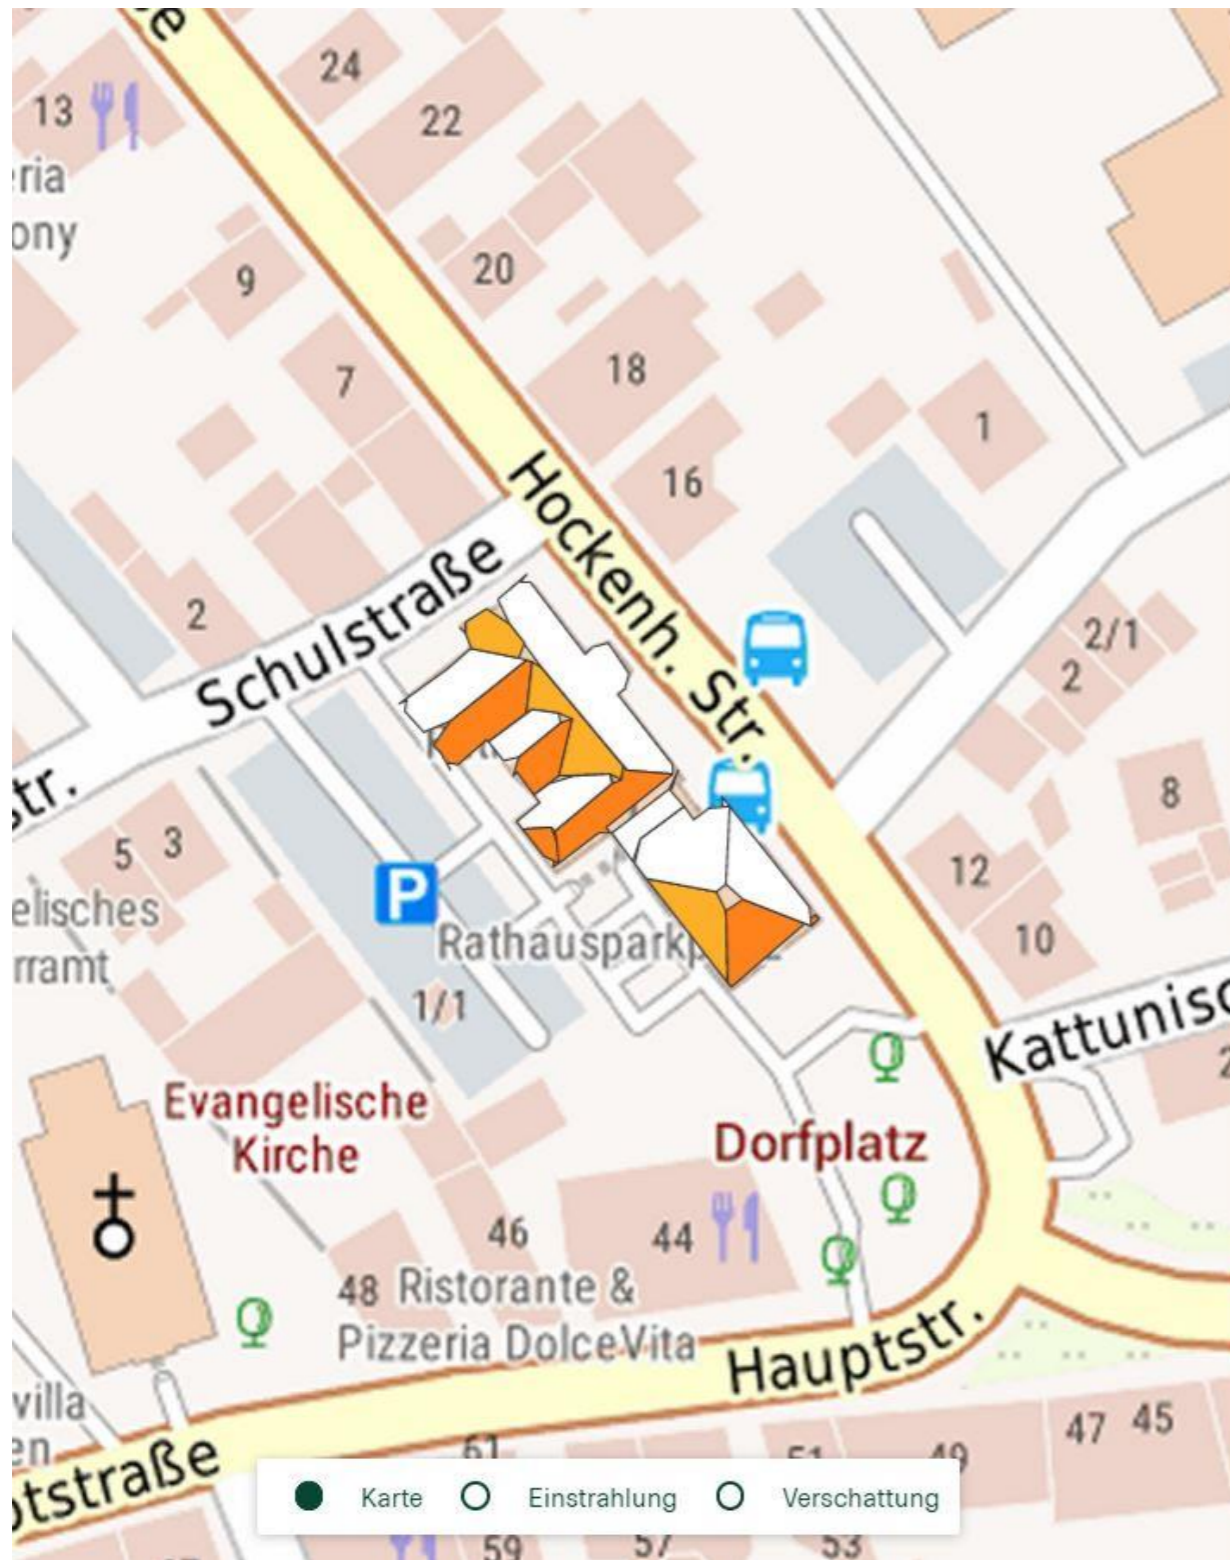 24
13
22
ria
ony
9
20
7
18
1
16
Hockenh. Str.
Schulstraße
2
2/1
2
str.
8
5
3
12
P
elisches
rramt
Rathausparkp
10
1/1
Kattunisc
Evangelische
Kirche
Dorfplatz
46
44
48
Ristorante &
Pizzeria DolceVita
Hauptstr.
villa
en
47
45
61
51
49
otstraße
Karte
Einstrahlung
Verschattung
59
57
53